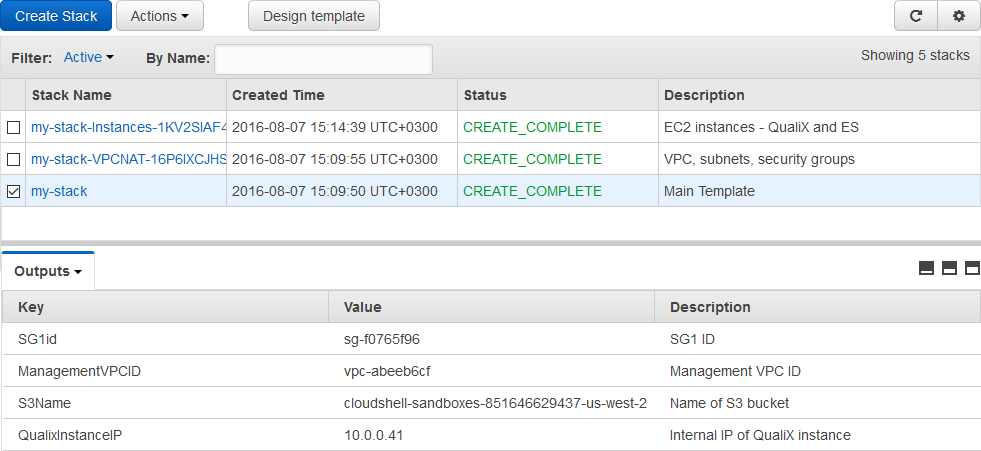 Create Stack Actions Design template
Filter: Active By Name: Showing 5 stacks
Stack Name Created Time Status Description
my-stack-Instances-1KV2SIAF4 2016-08-07 15:14:39 UTC+0300 CREATE_COMPLETE EC2 instances - QualiX and ES
my-stack-VPCNAT-16P6IXCJHS 2016-08-07 15:09:55 UTC+0300 CREATE_COMPLETE VPC, subnets, security groups
my-stack 2016-08-07 15:09:50 UTC+0300 CREATE_COMPLETE Main Template
Outputs
Key Value Description
SG1id sg-f0765f96 SG1 ID
ManagementVPCID vpc-abeeb6cf Management VPC ID
S3Name cloudshell-sandboxes-851646629437-us-west-2 Name of S3 bucket
QualixInstanceIP 10.0.0.41 Internal IP of QualiX instance